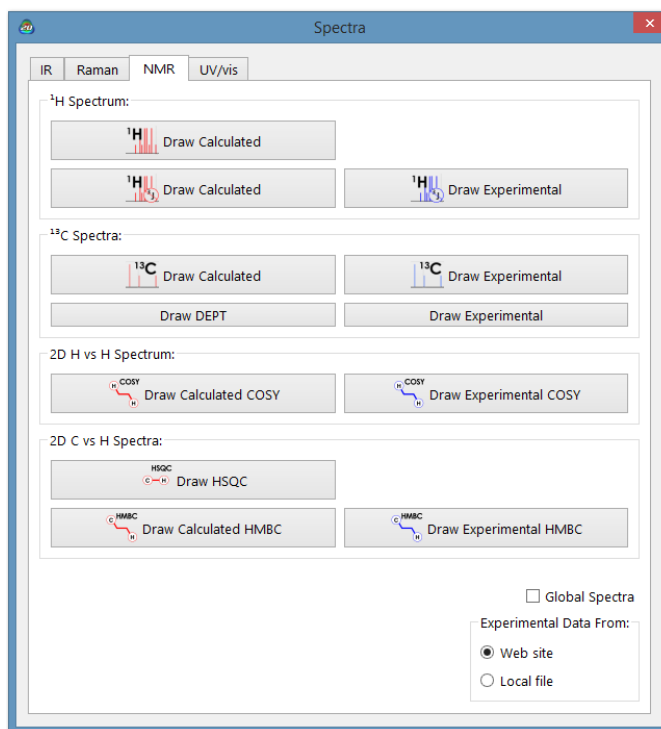 Spectra
IR Raman NMR UV/vis
¹H Spectrum:
¹H Draw Calculated
¹H Draw Calculated ¹H Draw Experimental
¹³C Spectra:
¹³C Draw Calculated ¹³C Draw Experimental
Draw DEPT Draw Experimental
2D H vs H Spectrum:
COSY H H Draw Calculated COSY COSY H H Draw Experimental COSY
2D C vs H Spectra:
HSQC C H Draw HSQC
HMBC C H Draw Calculated HMBC HMBC C H Draw Experimental HMBC
Global Spectra
Experimental Data From:
Web site
Local file